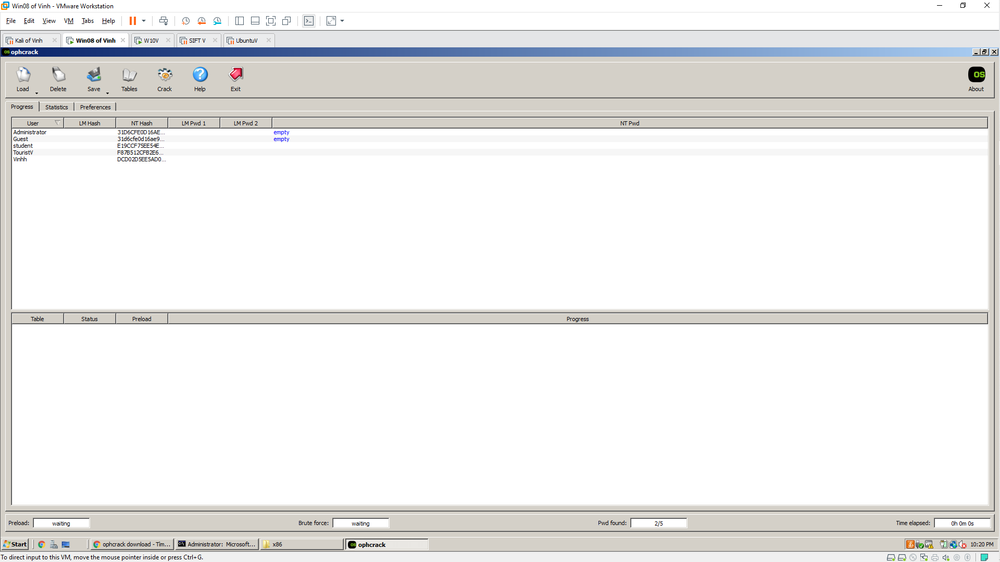 Win08 of Vinh - VMware Workstation
File Edit View VM Tabs Help
Kali of Vinh Win08 of Vinh W10V SIFT V UbuntuV
os ophcrack
Load Delete Save Tables Crack Help Exit
OS
About
Progress Statistics Preferences
User LM Hash NT Hash LM Pwd 1 LM Pwd 2 NT Pwd
Administrator 31D6CFE0D16AE... empty
Guest 31d6cfe0d16ae9... empty
student E19CCF75EE54E...
TouristV F87B512CFB2E6...
Vinhh DCD02D5EE5AD0...
Table Status Preload Progress
Preload: waiting Brute force: waiting Pwd found: 2/5 Time elapsed: 0h 0m 0s
Start ophcrack download - Tim... Administrator: Microsoft... x86 os ophcrack 10:20 PM
To direct input to this VM, move the mouse pointer inside or press Ctrl+G.